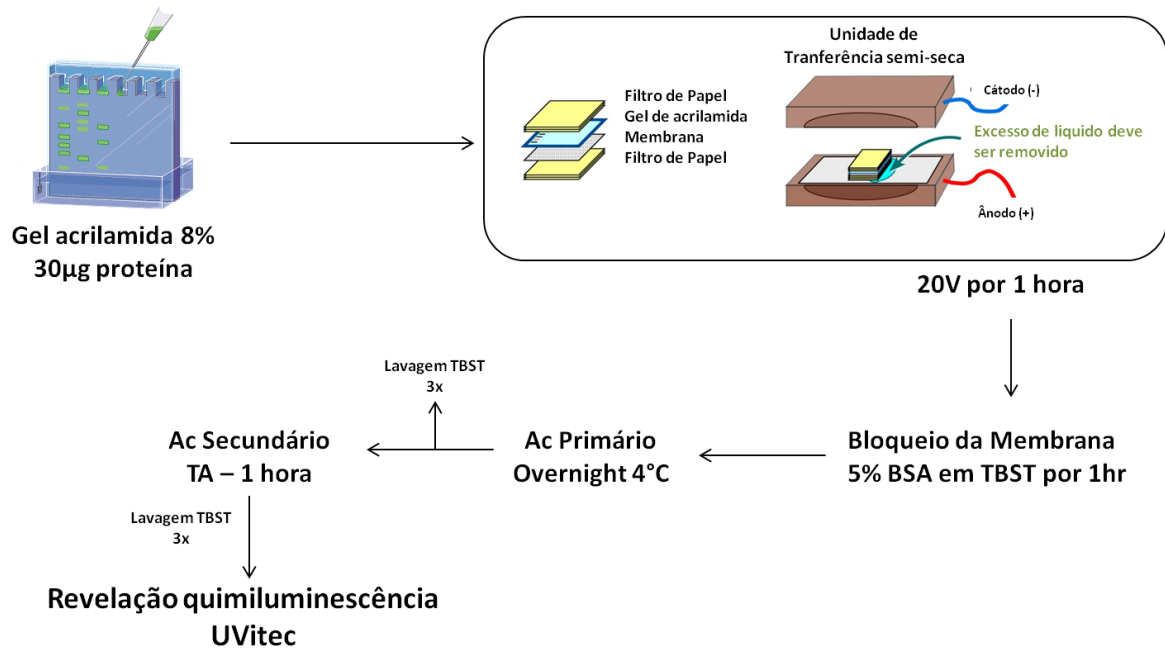 Unidade de
Tranferência semi-seca
Filtro de Papel
Gel de acrilamida
Membrana
Filtro de Papel
Cátodo (-)
Excesso de liquido deve
ser removido
Ânodo (+)
Gel acrilamida 8%
30µg proteína
20V por 1 hora
Lavagem TBST
3x
Ac Secundário
TA – 1 hora
Ac Primário
Overnight 4°C
Bloqueio da Membrana
5% BSA em TBST por 1hr
Lavagem TBST
3x
Revelação quimiluminescência
UVitec